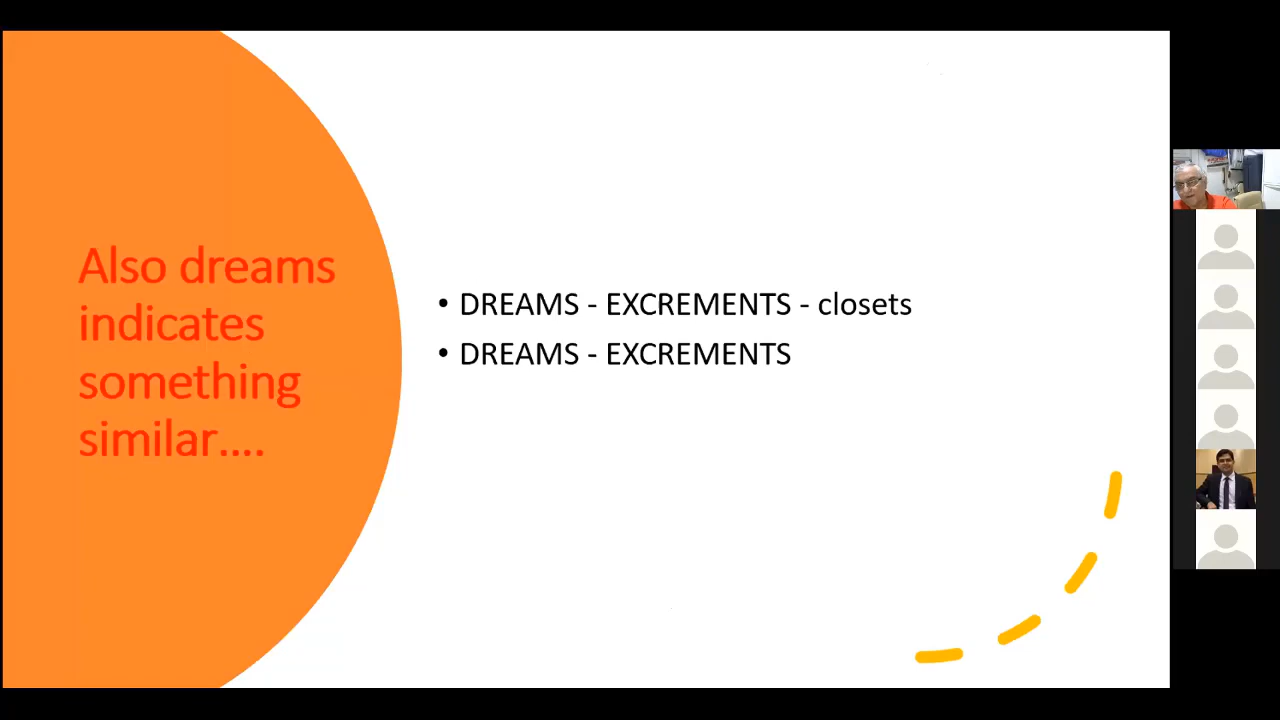 Also dreams
indicates
something
similar....
• DREAMS - EXCREMENTS - closets
• DREAMS - EXCREMENTS